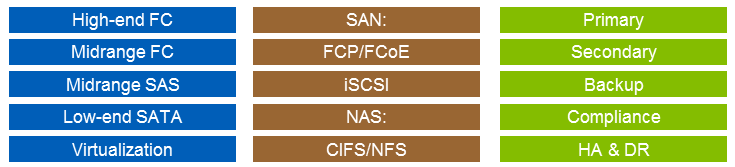 High-end FC
SAN:
Primary
Midrange FC
FCP/FCoE
Secondary
Midrange SAS
iSCSI
Backup
Low-end SATA
NAS:
Compliance
Virtualization
CIFS/NFS
HA & DR